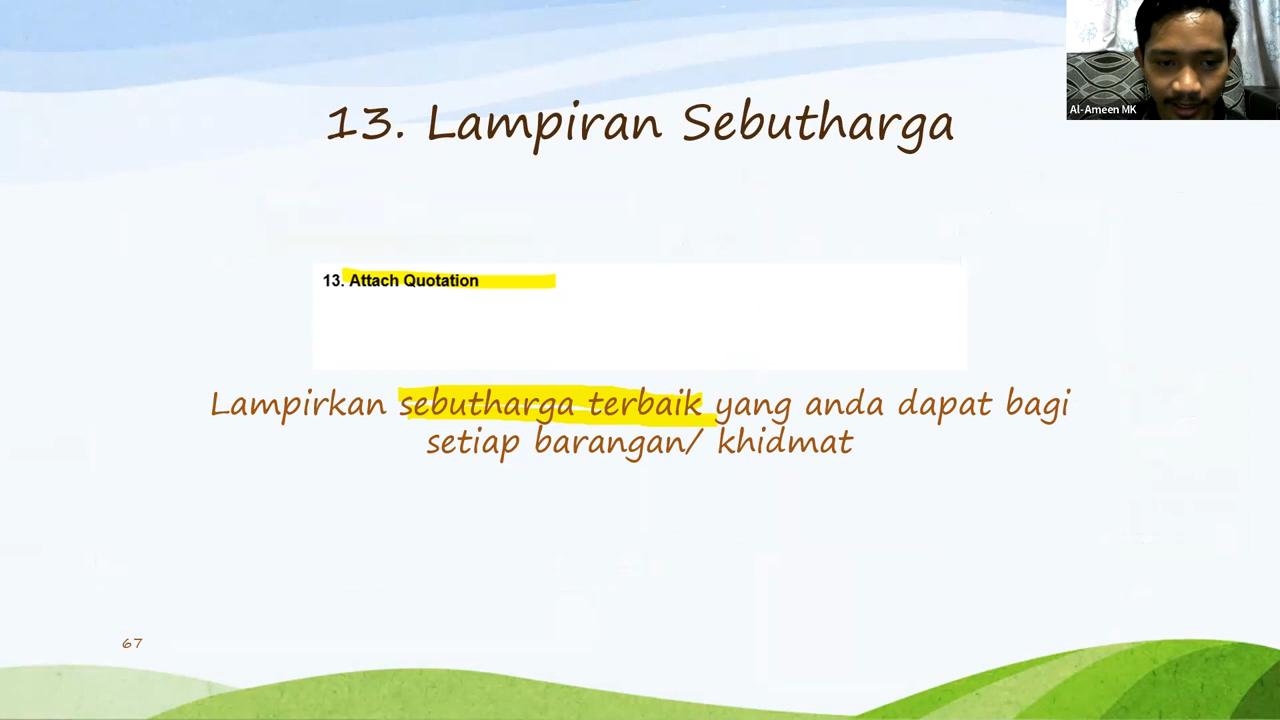 Al-Ameen MK
13. Lampiran Sebutharga
13. Attach Quotation
Lampirkan sebutharga terbaik yang anda dapat bagi
setiap barangan/ khidmat
67